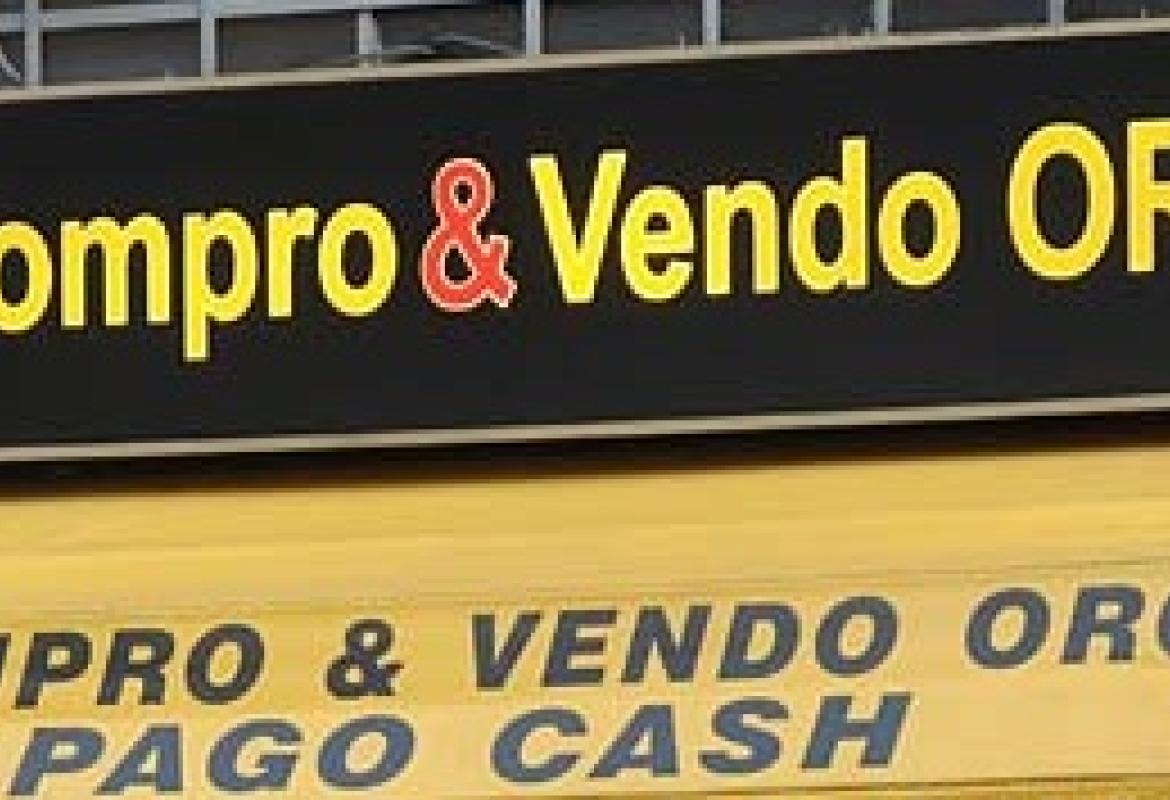 ompro & Vendo OR
MPRO & VENDO ORO
PAGO CASH